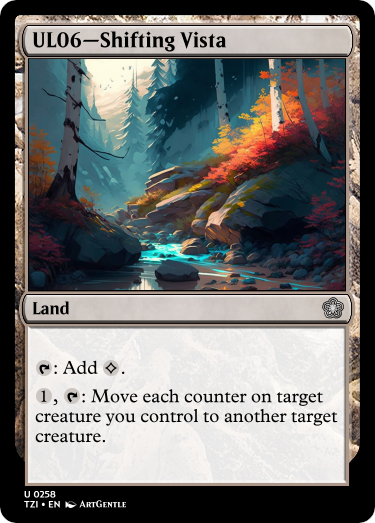 UL06—Shifting Vista
Land
: Add .
1, : Move each counter on target
creature you control to another target
creature.
U 0258
TZI • EN ArtGentle